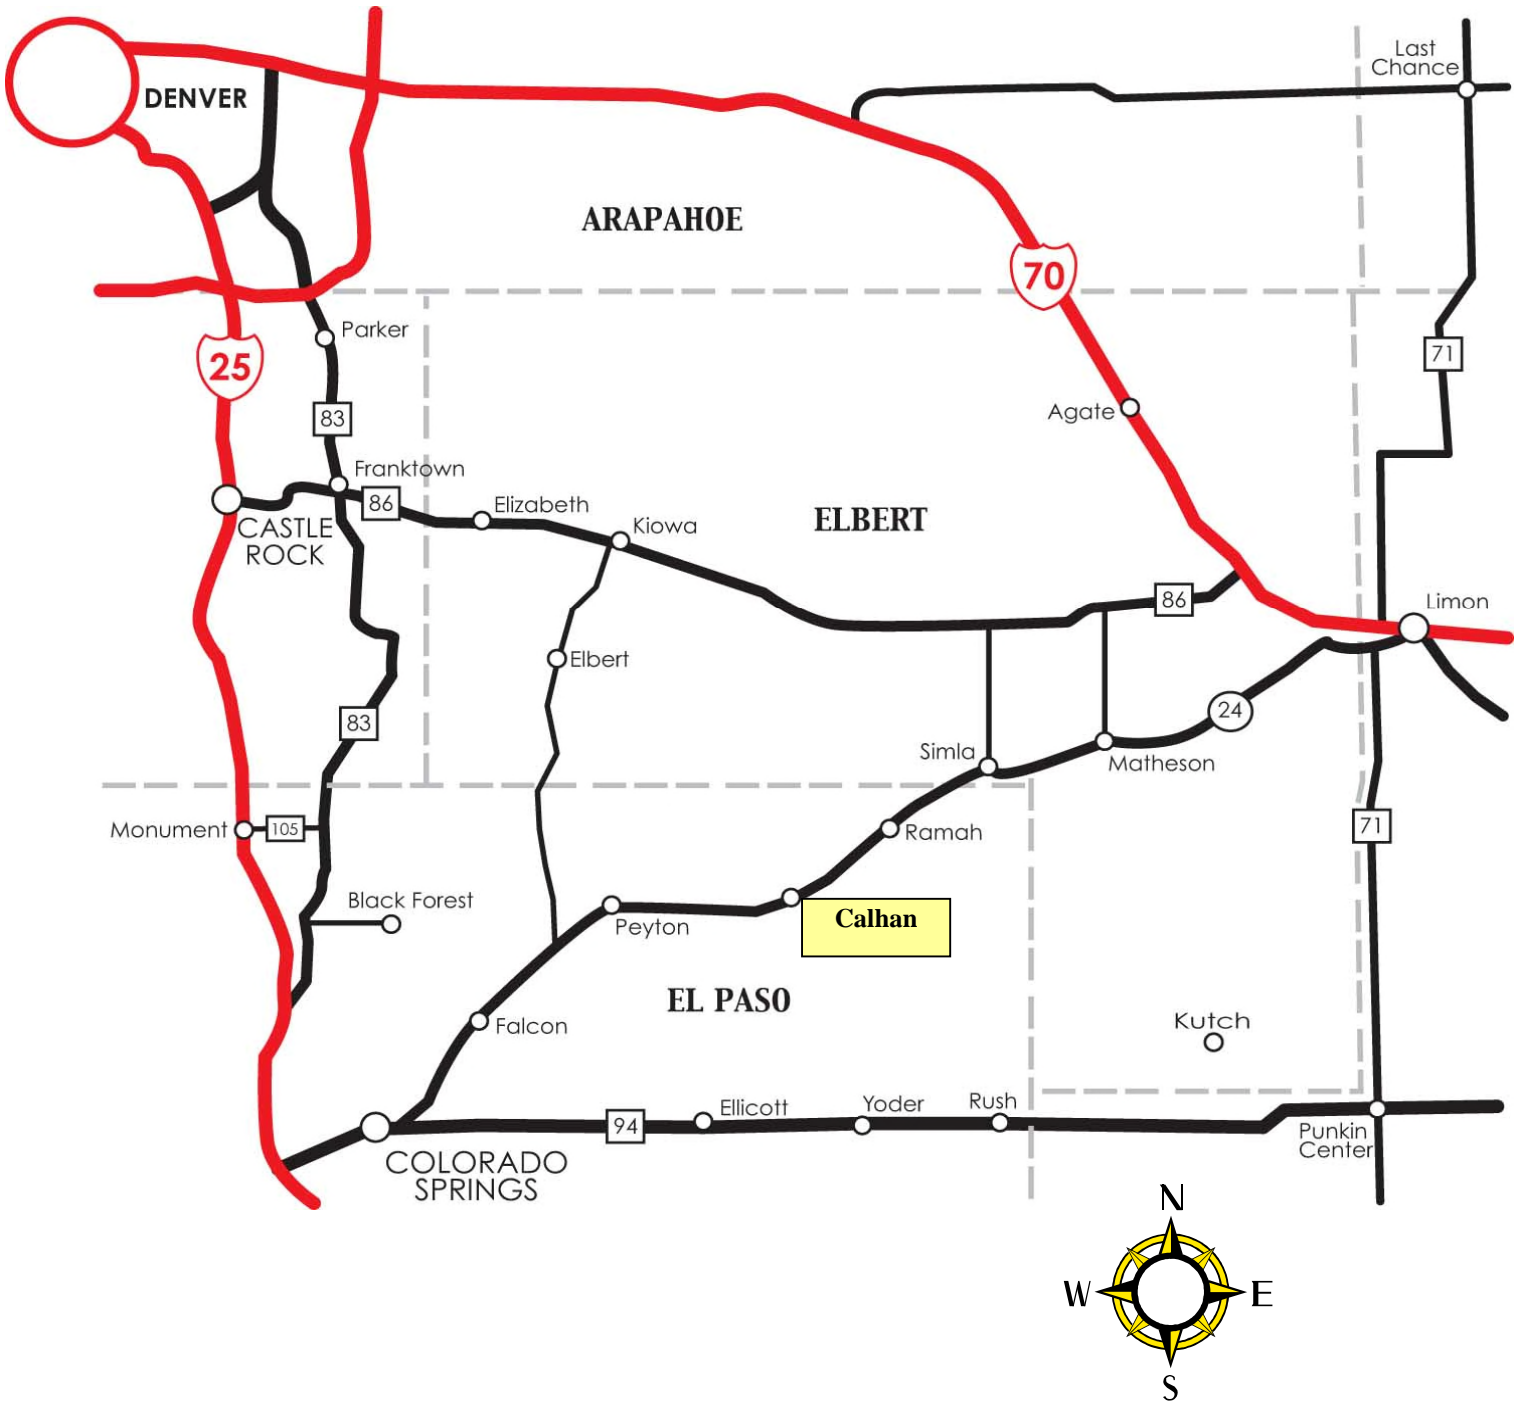 Last
Chance
DENVER
ARAPAHOE
70
Parker
25
71
83
Agate
Franktown
86
Elizabeth
CASTLE
ROCK
Kiowa
ELBERT
86
Limon
Elbert
83
24
Simla
Matheson
Monument
105
Ramah
71
Black Forest
Peyton
Calhan
EL PASO
Falcon
Kutch
94
Ellicott
Yoder
Rush
Punkin
Center
COLORADO
SPRINGS
N
W
E
S